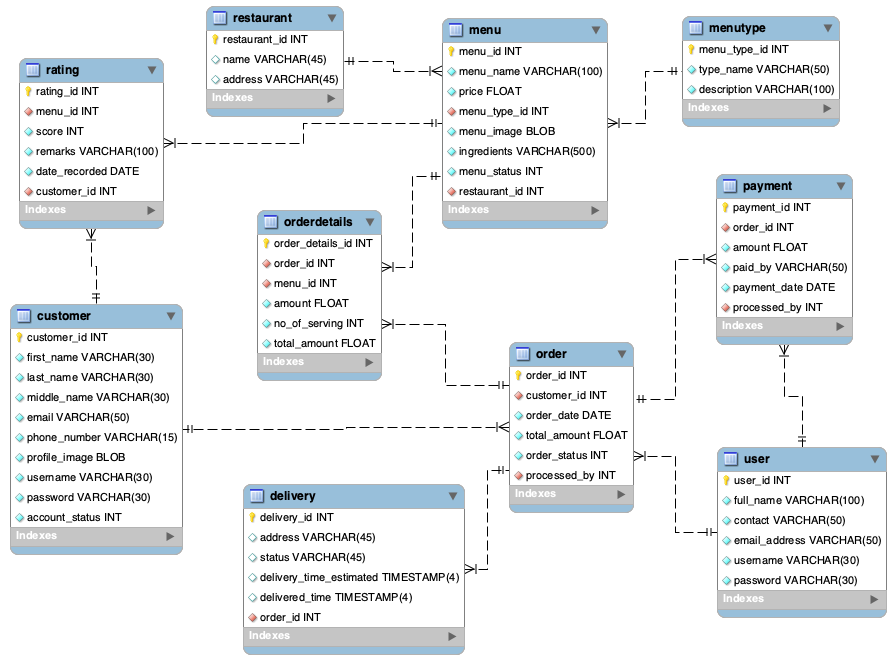 restaurant
restaurant_id INT
name VARCHAR(45)
address VARCHAR(45)
Indexes
menu
menu_id INT
menu_name VARCHAR(100)
price FLOAT
menu_type_id INT
menu_image BLOB
ingredients VARCHAR(500)
menu_status INT
restaurant_id INT
Indexes
menutype
menu_type_id INT
type_name VARCHAR(50)
description VARCHAR(100)
Indexes
rating
rating_id INT
menu_id INT
score INT
remarks VARCHAR(100)
date_recorded DATE
customer_id INT
Indexes
orderdetails
order_details_id INT
order_id INT
menu_id INT
amount FLOAT
no_of_serving INT
total_amount FLOAT
Indexes
payment
payment_id INT
order_id INT
amount FLOAT
paid_by VARCHAR(50)
payment_date DATE
processed_by INT
Indexes
customer
customer_id INT
first_name VARCHAR(30)
last_name VARCHAR(30)
middle_name VARCHAR(30)
email VARCHAR(50)
phone_number VARCHAR(15)
profile_image BLOB
username VARCHAR(30)
password VARCHAR(30)
account_status INT
Indexes
order
order_id INT
customer_id INT
order_date DATE
total_amount FLOAT
order_status INT
processed_by INT
Indexes
delivery
delivery_id INT
address VARCHAR(45)
status VARCHAR(45)
delivery_time_estimated TIMESTAMP(4)
delivered_time TIMESTAMP(4)
order_id INT
Indexes
user
user_id INT
full_name VARCHAR(100)
contact VARCHAR(50)
email_address VARCHAR(50)
username VARCHAR(30)
password VARCHAR(30)
Indexes